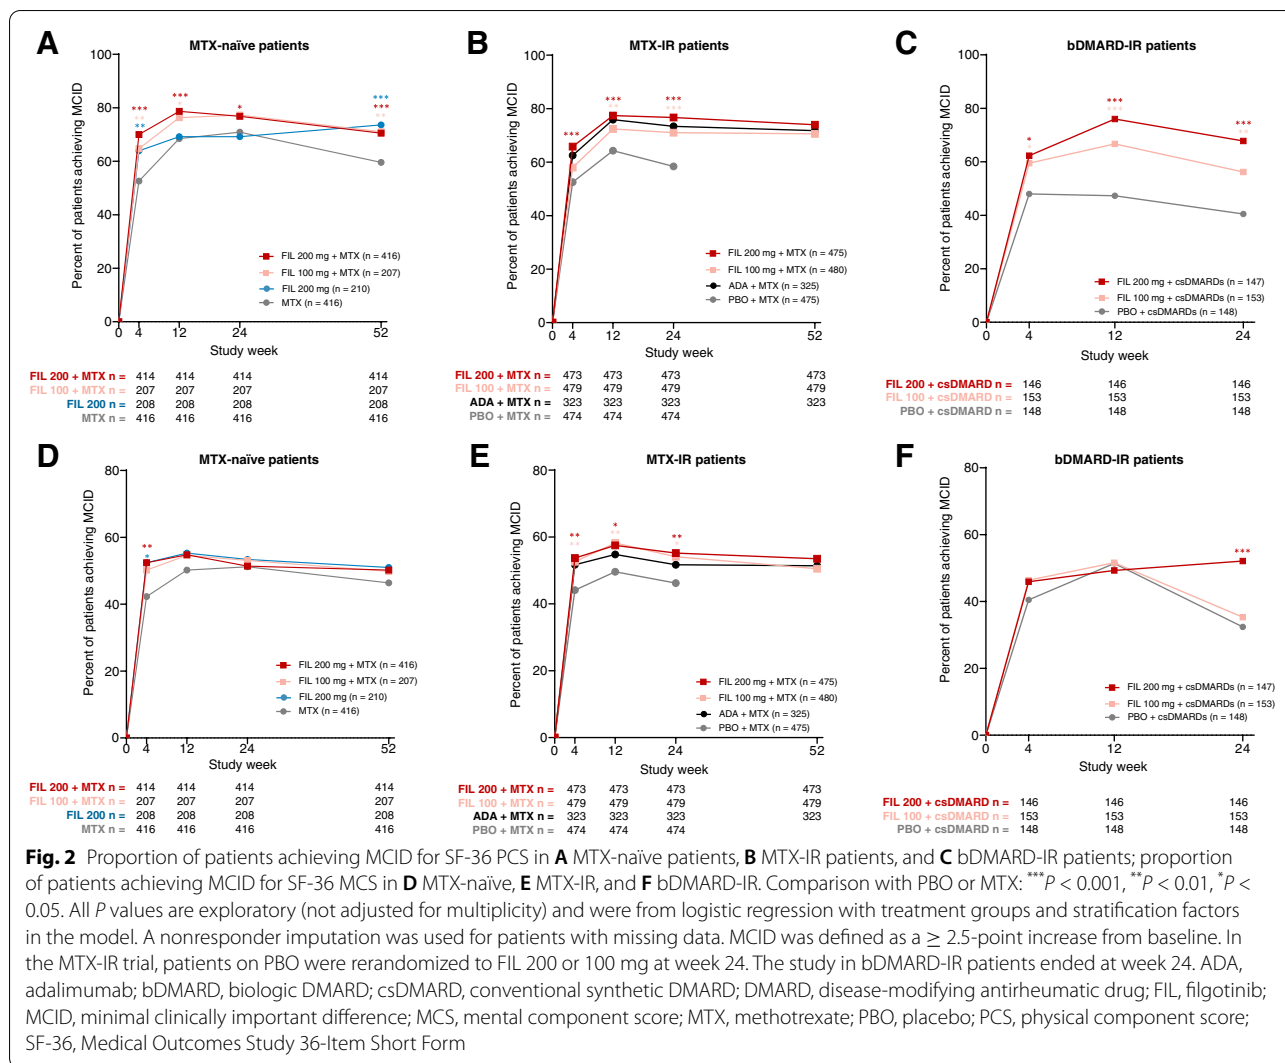 A
MTX-naïve patients
Percent of patients achieving MCID
100
80
60
40
20
0
***
**
**
***
*
*
***
***
**
FIL 200 mg + MTX (n = 416)
FIL 100 mg + MTX (n = 207)
FIL 200 mg (n = 210)
MTX (n = 416)
0 4 12 24 52
Study week
FIL 200 + MTX n = 414 414 414 414
FIL 100 + MTX n = 207 207 207 207
FIL 200 n = 208 208 208 208
MTX n = 416 416 416 416
B
MTX-IR patients
Percent of patients achieving MCID
100
80
60
40
20
0
***
***
**
***
***
FIL 200 mg + MTX (n = 475)
FIL 100 mg + MTX (n = 480)
ADA + MTX (n = 325)
PBO + MTX (n = 475)
0 4 12 24 52
Study week
FIL 200 + MTX n = 473 473 473 473
FIL 100 + MTX n = 479 479 479 479
ADA + MTX n = 323 323 323 323
PBO + MTX n = 474 474 474
C
bDMARD-IR patients
Percent of patients achieving MCID
100
80
60
40
20
0
*
*
***
***
***
**
FIL 200 mg + csDMARDs (n = 147)
FIL 100 mg + csDMARDs (n = 153)
PBO + csDMARDs (n = 148)
0 4 12 24
Study week
FIL 200 + csDMARD n = 146 146 146
FIL 100 + csDMARD n = 153 153 153
PBO + csDMARD n = 148 148 148
D
MTX-naïve patients
Percent of patients achieving MCID
80
60
40
20
0
**
*
FIL 200 mg + MTX (n = 416)
FIL 100 mg + MTX (n = 207)
FIL 200 mg (n = 210)
MTX (n = 416)
0 4 12 24 52
Study week
FIL 200 + MTX n = 414 414 414 414
FIL 100 + MTX n = 207 207 207 207
FIL 200 n = 208 208 208 208
MTX n = 416 416 416 416
E
MTX-IR patients
Percent of patients achieving MCID
80
60
40
20
0
**
**
*
**
**
*
FIL 200 mg + MTX (n = 475)
FIL 100 mg + MTX (n = 480)
ADA + MTX (n = 325)
PBO + MTX (n = 475)
0 4 12 24 52
Study week
FIL 200 + MTX n = 473 473 473 473
FIL 100 + MTX n = 479 479 479 479
ADA + MTX n = 323 323 323 323
PBO + MTX n = 474 474 474
F
bDMARD-IR patients
Percent of patients achieving MCID
80
60
40
20
0
***
FIL 200 mg + csDMARDs (n = 147)
FIL 100 mg + csDMARDs (n = 153)
PBO + csDMARDs (n = 148)
0 4 12 24
Study week
FIL 200 + csDMARD n = 146 146 146
FIL 100 + csDMARD n = 153 153 153
PBO + csDMARD n = 148 148 148
Fig. 2 Proportion of patients achieving MCID for SF-36 PCS in A MTX-naïve patients, B MTX-IR patients, and C bDMARD-IR patients; proportion
of patients achieving MCID for SF-36 MCS in D MTX-naïve, E MTX-IR, and F bDMARD-IR. Comparison with PBO or MTX: ***P < 0.001, **P < 0.01, *P <
0.05. All P values are exploratory (not adjusted for multiplicity) and were from logistic regression with treatment groups and stratification factors
in the model. A nonresponder imputation was used for patients with missing data. MCID was defined as a ≥ 2.5-point increase from baseline. In
the MTX-IR trial, patients on PBO were rerandomized to FIL 200 or 100 mg at week 24. The study in bDMARD-IR patients ended at week 24. ADA,
adalimumab; bDMARD, biologic DMARD; csDMARD, conventional synthetic DMARD; DMARD, disease-modifying antirheumatic drug; FIL, filgotinib;
MCID, minimal clinically important difference; MCS, mental component score; MTX, methotrexate; PBO, placebo; PCS, physical component score;
SF-36, Medical Outcomes Study 36-Item Short Form